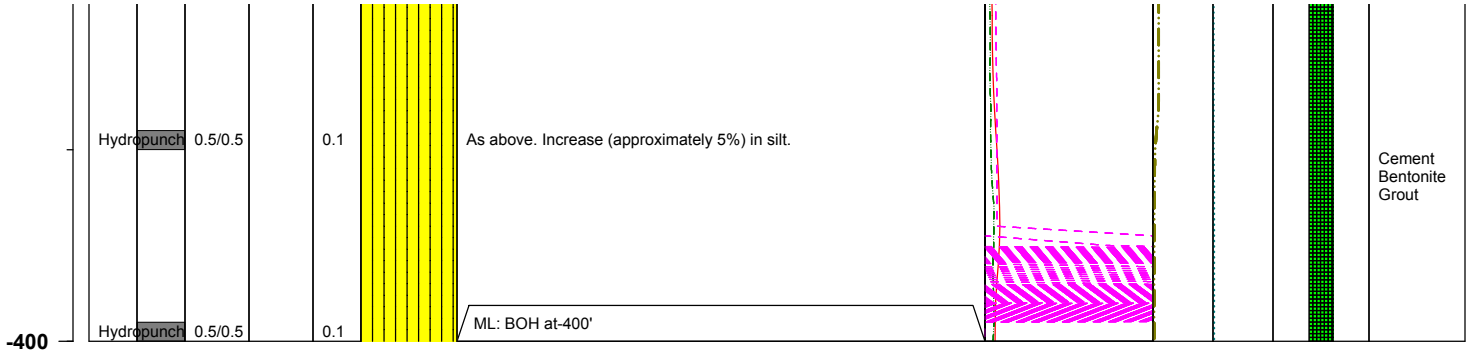 Hydropunch 0.5/0.5 0.1 As above. Increase (approximately 5%) in silt.
Cement
Bentonite
Grout
ML: BOH at-400'
Hydropunch 0.5/0.5 0.1
-400